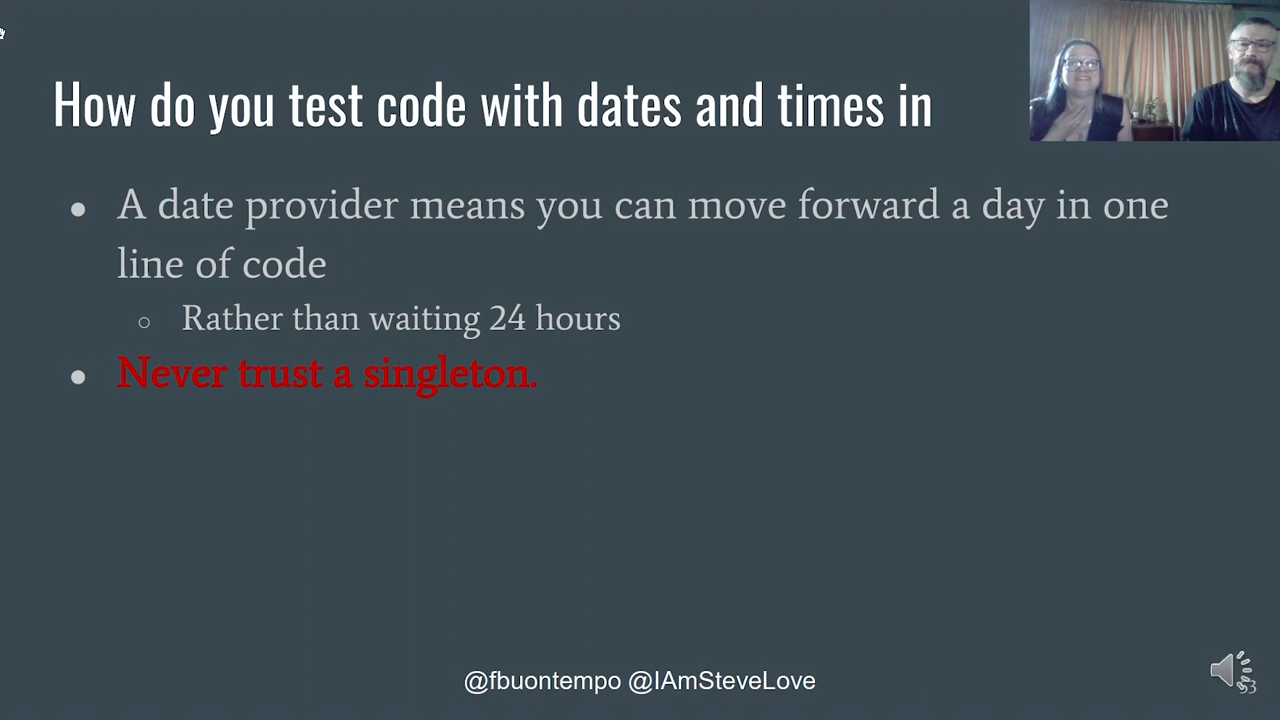 How do you test code with dates and times in
● A date provider means you can move forward a day in one
line of code
○ Rather than waiting 24 hours
● Never trust a singleton.
@fbuontempo @IAmSteveLove